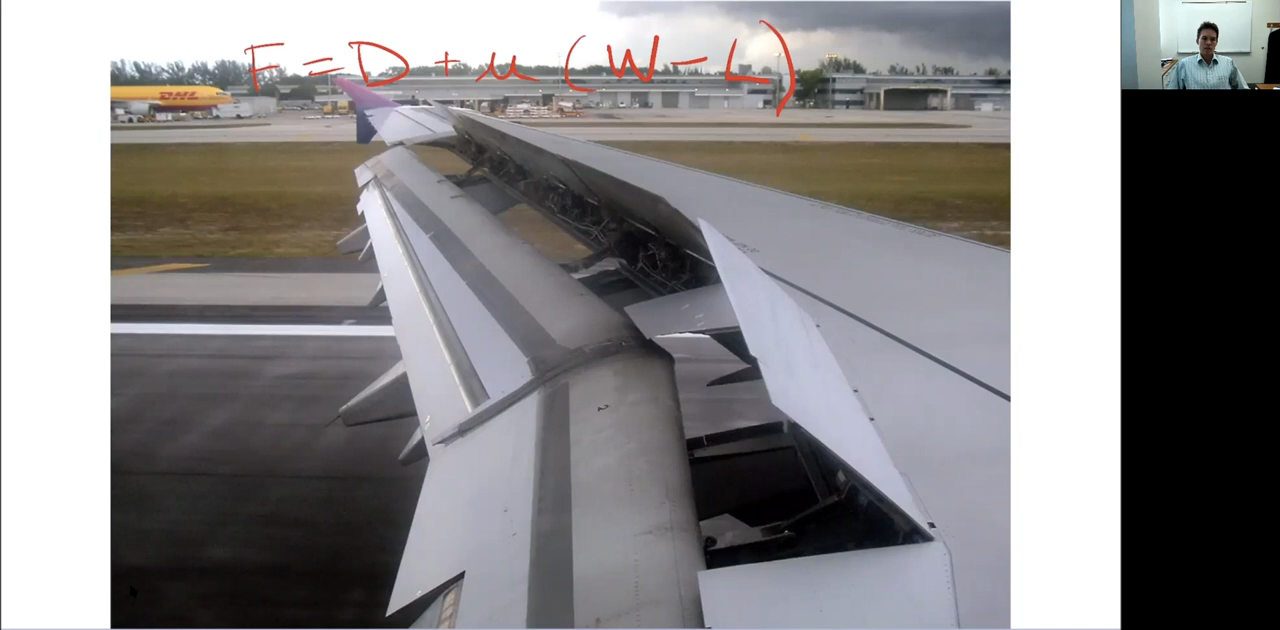 F = D + μ (W - L)
DHL